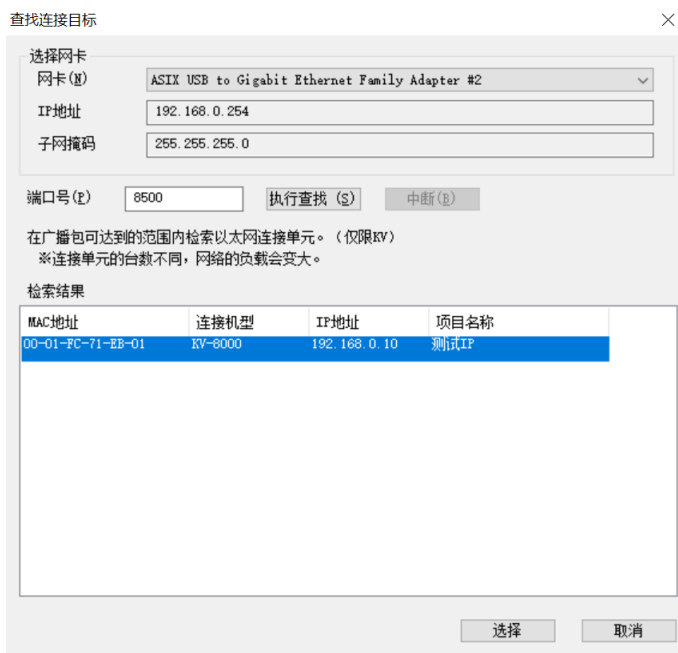 查找连接目标
选择网卡
网卡(N) ASIX USB to Gigabit Ethernet Family Adapter #2
IP地址 192.168.0.254
子网掩码 255.255.255.0
端口号(P) 8500 执行查找 (S) 中断(B)
在广播包可达到的范围内检索以太网连接单元。(仅限KV)
※连接单元的台数不同，网络的负载会变大。
检索结果
MAC地址 连接机型 IP地址 项目名称
00-01-FC-71-EB-01 KV-8000 192.168.0.10 测试IP
选择 取消